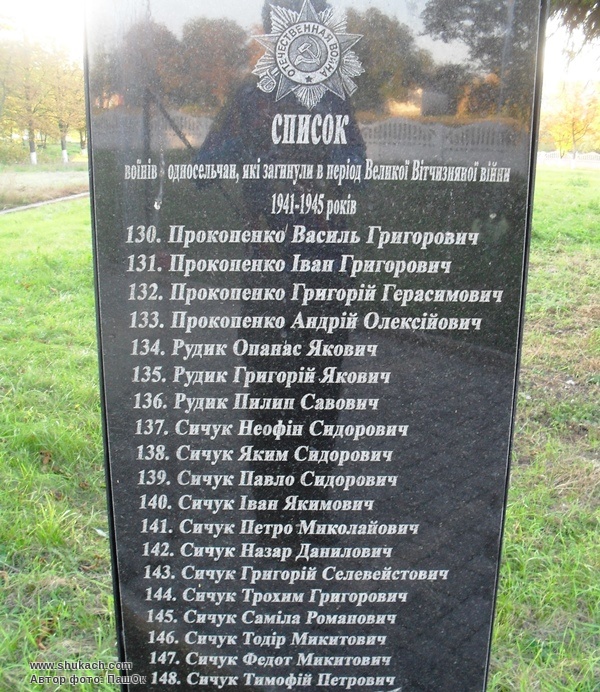 ОТЕЧЕСТВЕННАЯ ВОЙНА
СПИСОК
воїнів - односельчан, які загинули в період Великої Вітчизняної війни
1941-1945 років
130. Прокопенко Василь Григорович
131. Прокопенко Іван Григорович
132. Прокопенко Григорій Герасимович
133. Прокопенко Андрій Олексійович
134. Рудик Опанас Якович
135. Рудик Григорій Якович
136. Рудик Пилип Савович
137. Сичук Неофін Сидорович
138. Сичук Яким Сидорович
139. Сичук Павло Сидорович
140. Сичук Іван Якимович
141. Сичук Петро Миколайович
142. Сичук Назар Данилович
143. Сичук Григорій Селевейстович
144. Сичук Трохим Григорович
145. Сичук Саміла Романович
146. Сичук Тодір Микитович
147. Сичук Федот Микитович
148. Сичук Тимофій Петрович
www.shukach.com
Автор фото: ПашОк